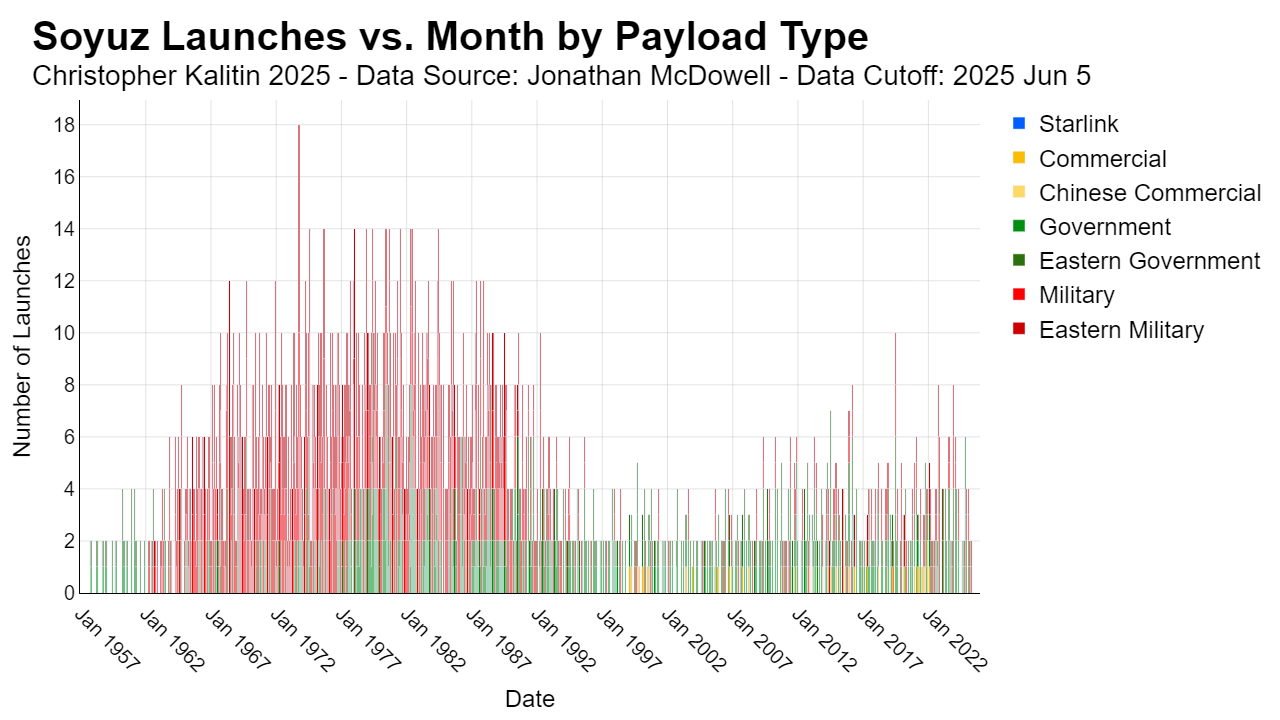 Soyuz Launches vs. Month by Payload Type
Christopher Kalitin 2025 - Data Source: Jonathan McDowell - Data Cutoff: 2025 Jun 5
Number of Launches
18
16
14
12
10
8
6
4
2
0
Jan 1957
Jan 1962
Jan 1967
Jan 1972
Jan 1977
Jan 1982
Jan 1987
Jan 1992
Jan 1997
Jan 2002
Jan 2007
Jan 2012
Jan 2017
Jan 2022
Date
Starlink
Commercial
Chinese Commercial
Government
Eastern Government
Military
Eastern Military